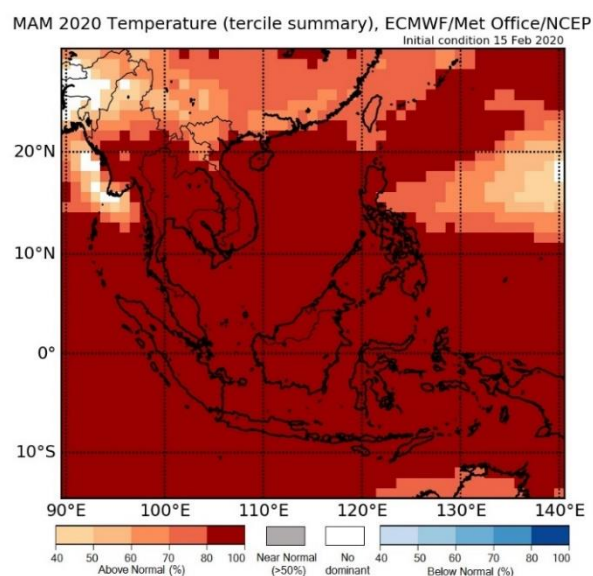 MAM 2020 Temperature (tercile summary), ECMWF/Met Office/NCEP
Initial condition 15 Feb 2020
20°N
10°N
0°
10°S
90°E 100°E 110°E 120°E 130°E 140°E
40 50 60 70 80 100
Above Normal (%)
Near Normal
(>50%)
No
dominant
40 50 60 70 80 100
Below Normal (%)